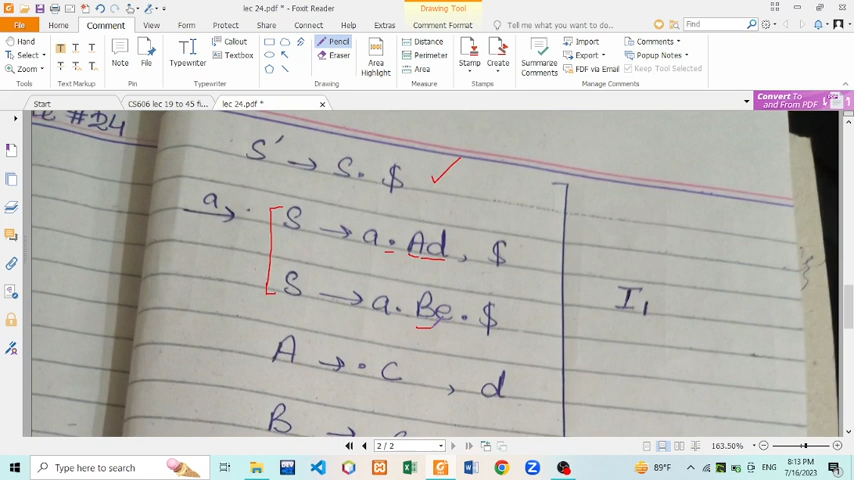 lec 24.pdf * - Foxit Reader
Drawing Tool
File Home Comment View Form Protect Share Connect Help Extras Comment Format Tell me what you want to do... Find
Hand
Select
Zoom
Tools
Text Markup
Note File
Pin
Typewriter Callout
Textbox
Typewriter
Pencil
Eraser
Drawing
Area Highlight
Distance
Perimeter
Area
Measure
Stamp Create
Stamps
Summarize Comments
Import
Export
FDF via Email
Comments
Popup Notes
Keep Tool Selected
Manage Comments
Start CS606 lec 19 to 45 fi... lec 24.pdf *
Convert To and From PDF
#24
S' → S. $
a → S → a . Ad , $
S → a . Be . $
I1
A → . C , d
B →
2 / 2 163.50%
Type here to search 89°F ENG 8:13 PM 7/16/2023